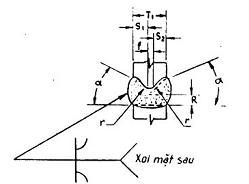 T₁
S₁ S₂
f
α α
R
r r
Xoi mặt sau